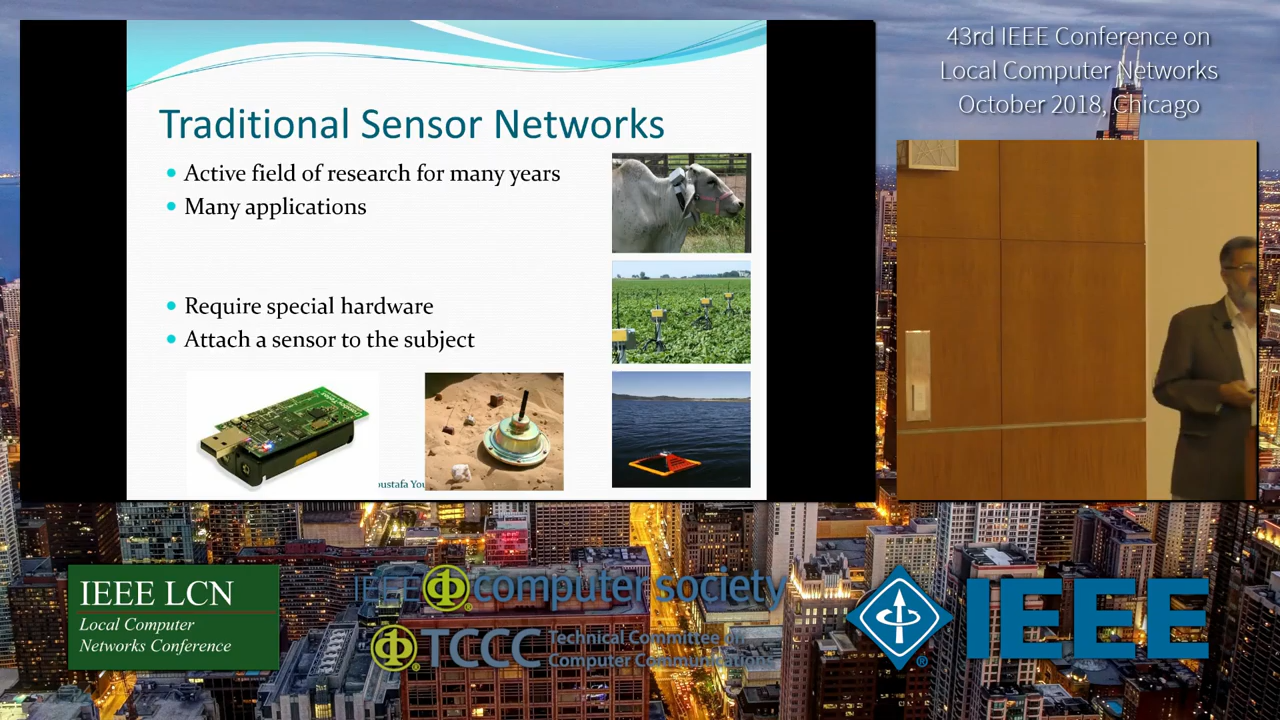 43rd IEEE Conference on
Local Computer Networks
October 2018, Chicago
Traditional Sensor Networks
Active field of research for many years
Many applications
Require special hardware
Attach a sensor to the subject
IEEE LCN
Local Computer
Networks Conference
IEEE computer society
TCCC Technical Committee on
Computer Communications
IEEE